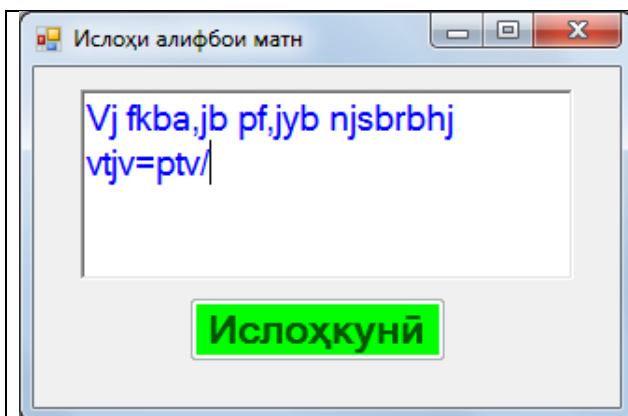 Ислоҳи алифбои матн
Vj fkba,jb pf,jyb njsbrbhj
vtjv=ptv/
Ислоҳкунӣ